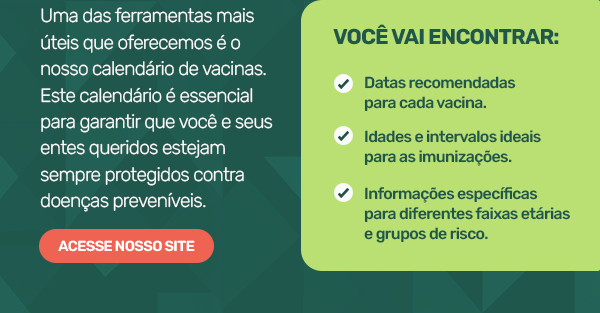 Uma das ferramentas mais
úteis que oferecemos é o
nosso calendário de vacinas.
Este calendário é essencial
para garantir que você e seus
entes queridos estejam
sempre protegidos contra
doenças preveníveis.
ACESSE NOSSO SITE
VOCÊ VAI ENCONTRAR:
Datas recomendadas
para cada vacina.
Idades e intervalos ideais
para as imunizações.
Informações específicas
para diferentes faixas etárias
e grupos de risco.